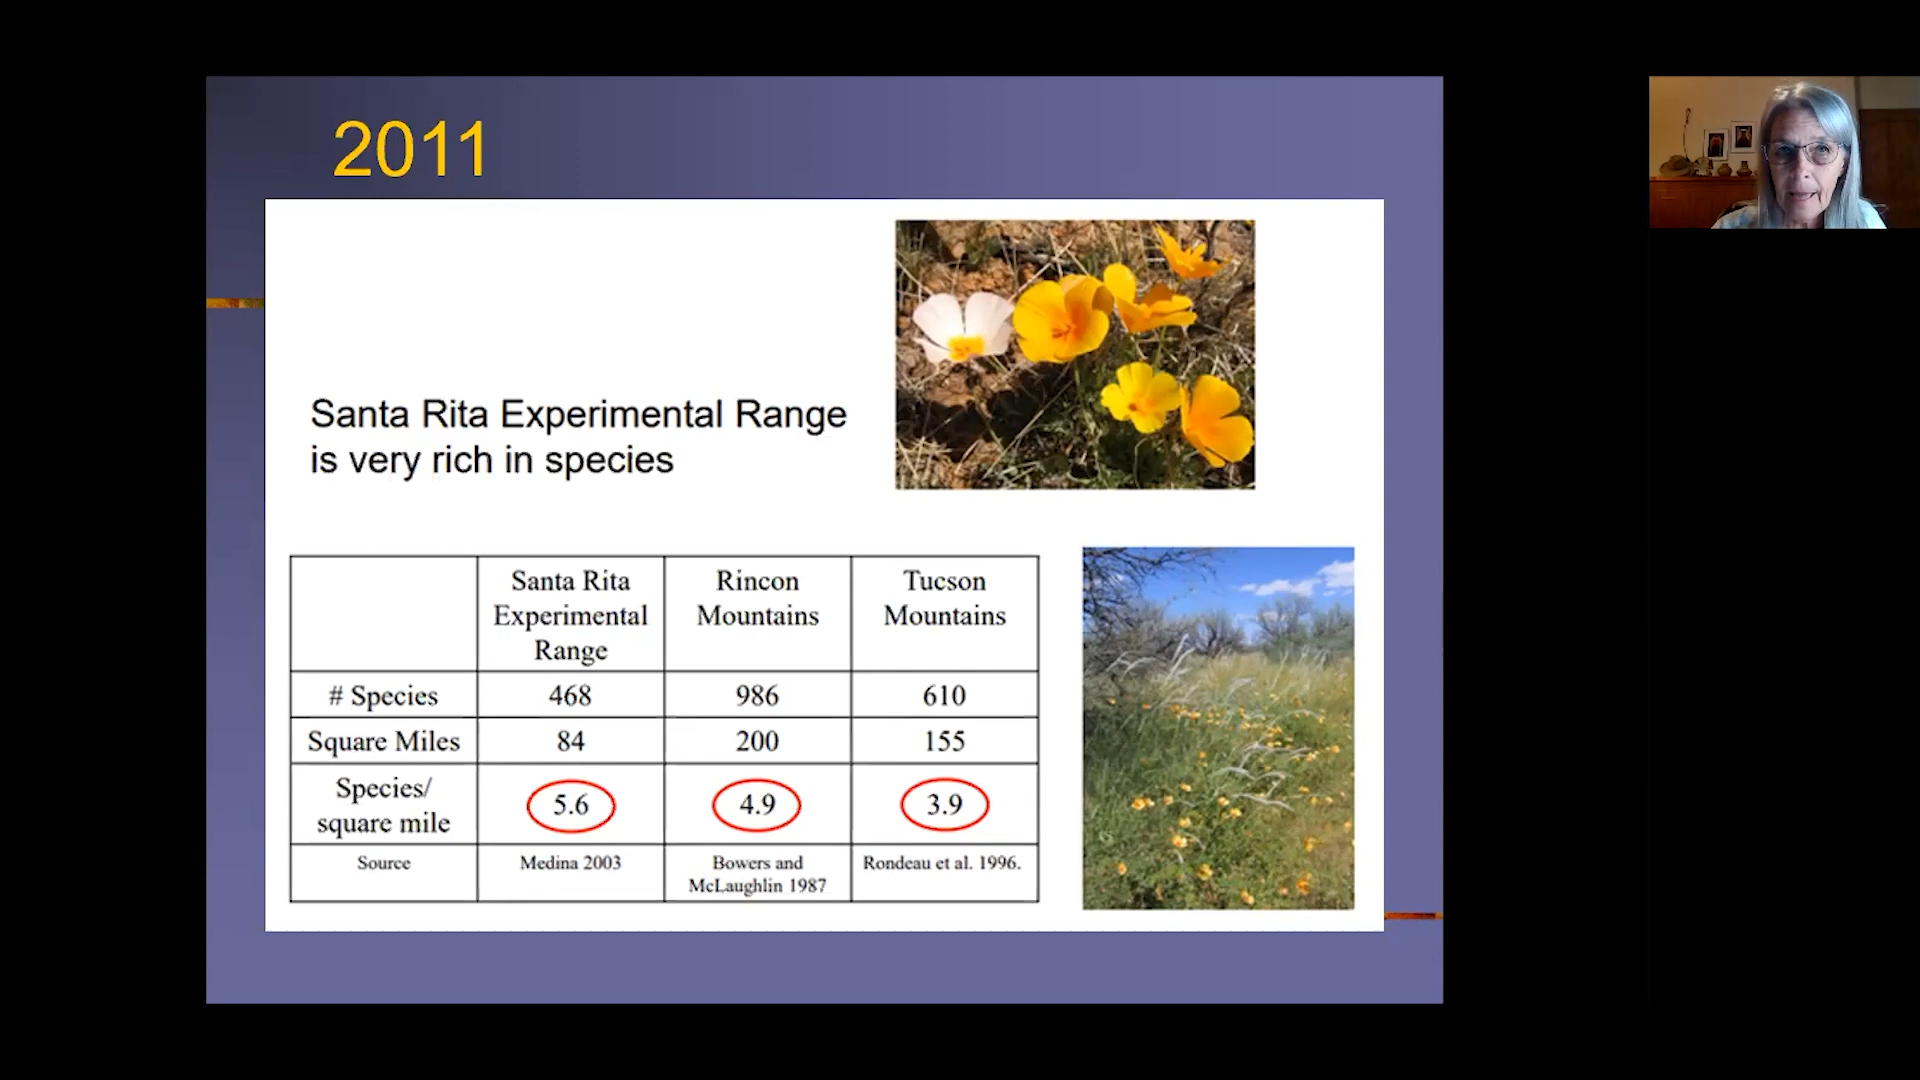 2011
Santa Rita Experimental Range
is very rich in species
Santa Rita
Experimental
Range
Rincon
Mountains
Tucson
Mountains
# Species
468
986
610
Square Miles
84
200
155
Species/
square mile
5.6
4.9
3.9
Source
Medina 2003
Bowers and
McLaughlin 1987
Rondeau et al. 1996.